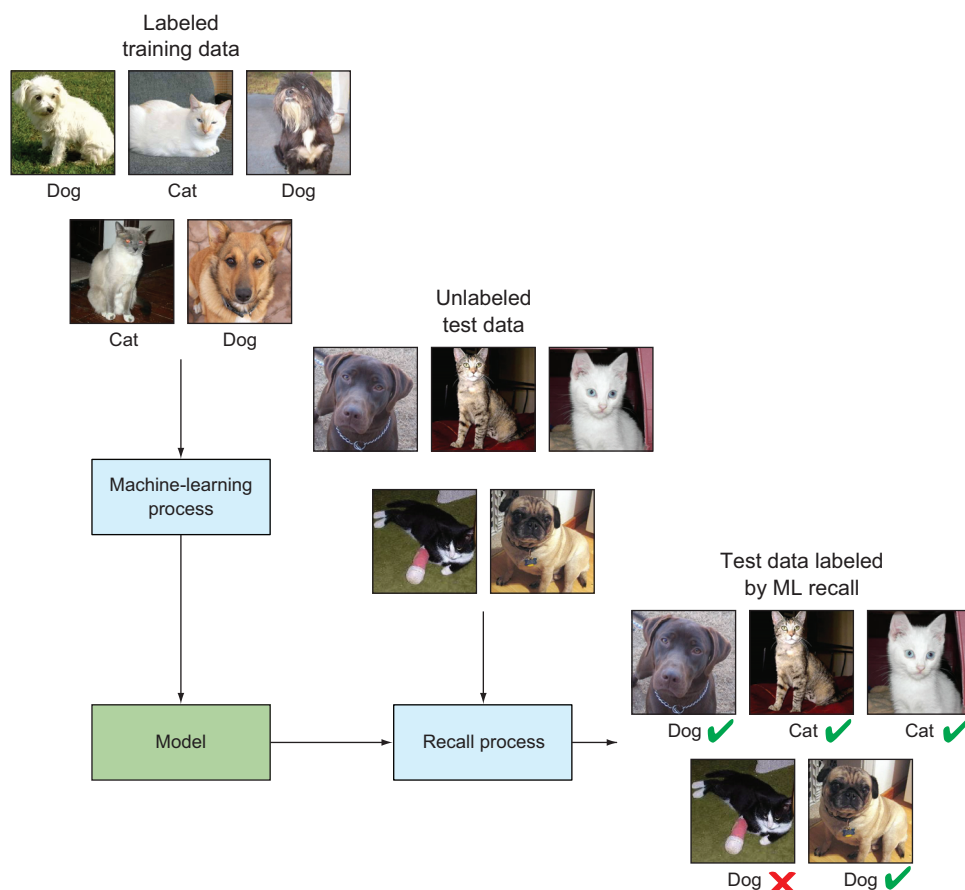 Labeled
training data
Dog
Cat
Dog
Cat
Dog
Unlabeled
test data
Machine-learning
process
Test data labeled
by ML recall
Model
Recall process
Dog
Cat
Cat
Dog
Dog